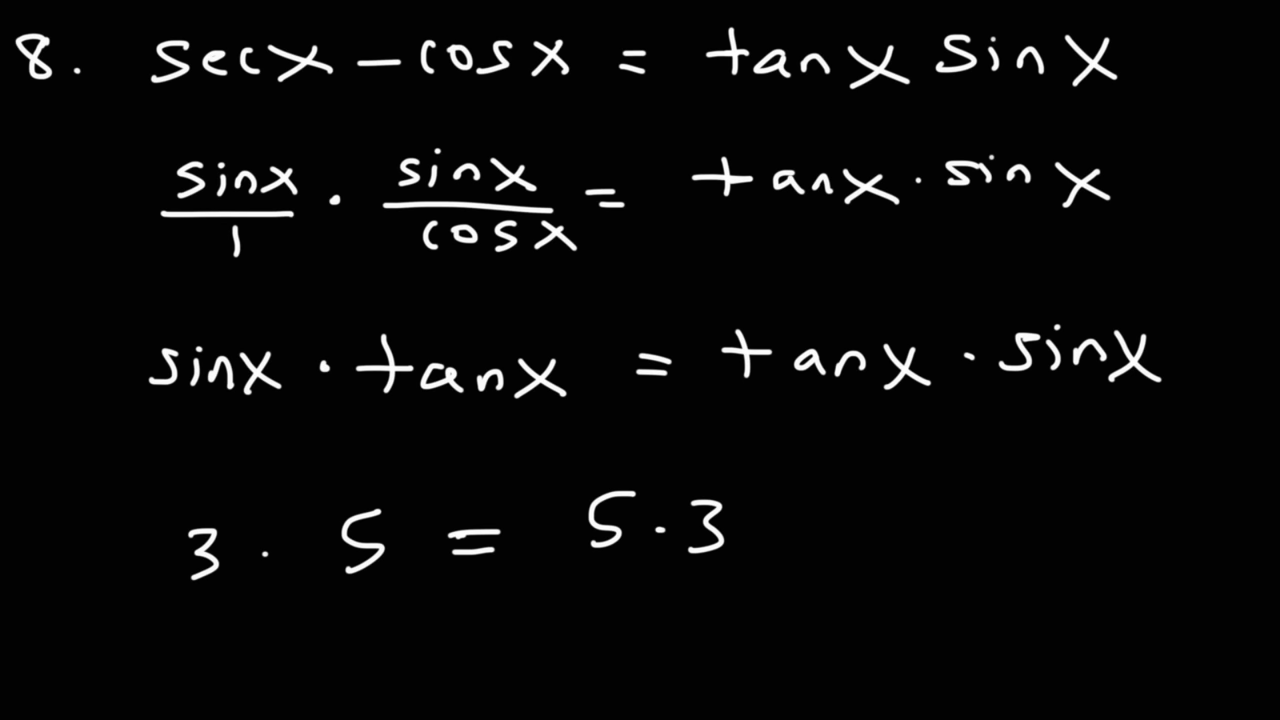 8. secx - cosx = tanx sinx
sinx/1 · sinx/cosx = tanx · sinx
sinx · tanx = tanx · sinx
3 · 5 = 5 · 3